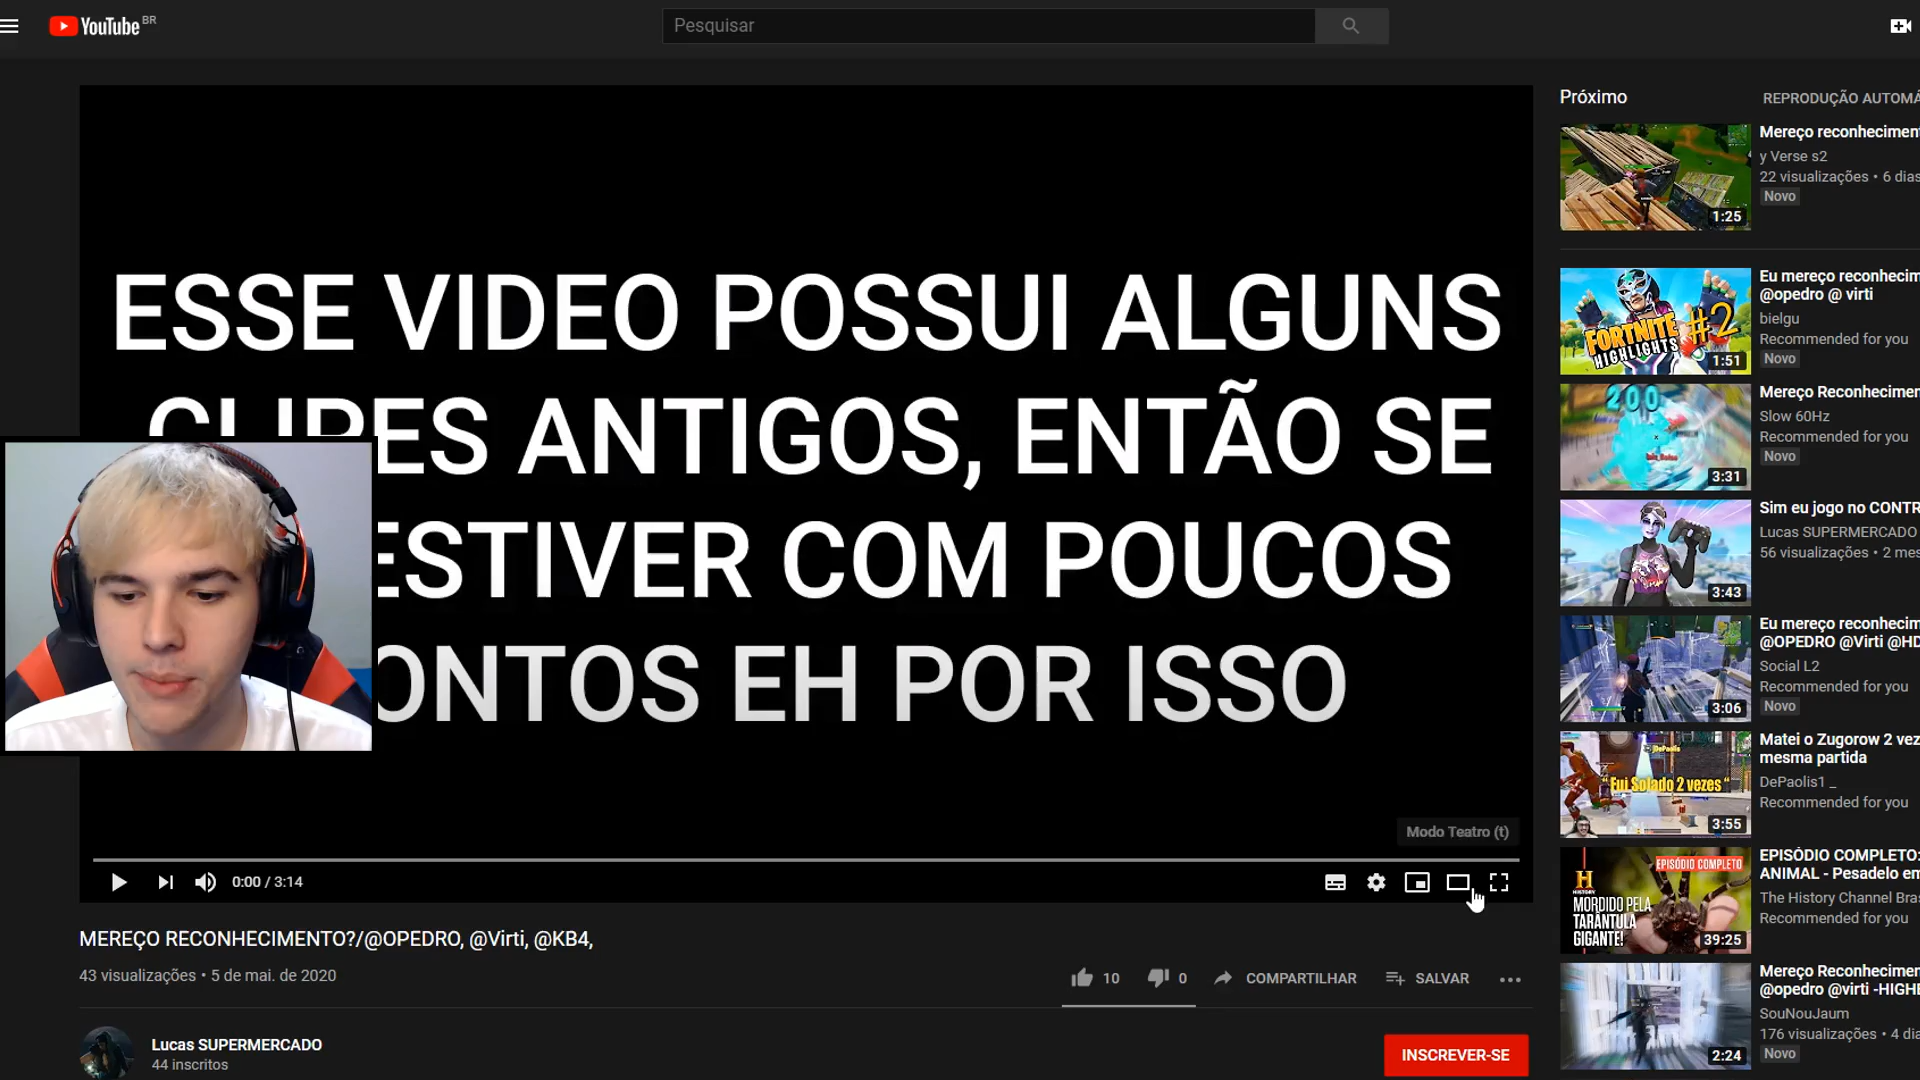 YouTube BR
Pesquisar
ESSE VIDEO POSSUI ALGUNS
CLIPES ANTIGOS, ENTÃO SE
ESTIVER COM POUCOS
ONTOS EH POR ISSO
Modo Teatro (t)
0:00 / 3:14
MEREÇO RECONHECIMENTO?/@OPEDRO, @Virti, @KB4,
43 visualizações • 5 de mai. de 2020
10
0
COMPARTILHAR
SALVAR
Lucas SUPERMERCADO
44 inscritos
INSCREVER-SE
Próximo
REPRODUÇÃO AUTOMÁ
1:25
Mereço reconheciment
y Verse s2
22 visualizações • 6 dias
Novo
FORTNITE #2
HIGHLIGHTS
1:51
Eu mereço reconhecim
@opedro @ virti
bielgu
Recommended for you
Novo
200
3:31
Mereço Reconhecimen
Slow 60Hz
Recommended for you
Novo
3:43
Sim eu jogo no CONTR
Lucas SUPERMERCADO
56 visualizações • 2 mes
3:06
Eu mereço reconhecim
@OPEDRO @Virti @HD
Social L2
Recommended for you
Novo
"Fui Solado 2 vezes"
3:55
Matei o Zugorow 2 vez
mesma partida
DePaolis1 _
Recommended for you
EPISÓDIO COMPLETO
H
HISTORY
MORDIDO PELA
TARÂNTULA
GIGANTE!
39:25
EPISÓDIO COMPLETO:
ANIMAL - Pesadelo em
The History Channel Bras
Recommended for you
2:24
Mereço Reconhecimen
@opedro @virti -HIGHE
SouNouJaum
176 visualizações • 4 dia
Novo